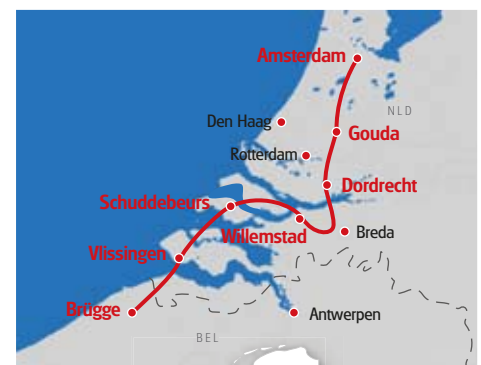 Amsterdam
NLD
Den Haag
Gouda
Rotterdam
Dordrecht
Schuddebeurs
Willemstad
Breda
Vlissingen
Brügge
Antwerpen
BEL